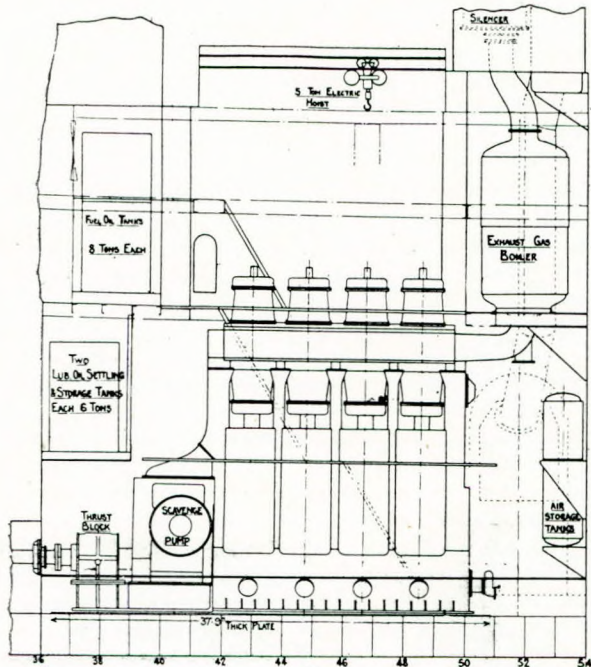 SILENCER
5 TON ELECTRIC
HOIST
FUEL OIL TANKS
8 TONS EACH
EXHAUST GAS
BOILER
TWO
LUB. OIL SETTLING
& STORAGE TANKS
EACH 6 TONS
THRUST
BLOCK
SCAVENGE
PUMP
AIR
STORAGE
TANKS
37'-9" THICK PLATE
36 38 40 42 44 46 48 50 52 54